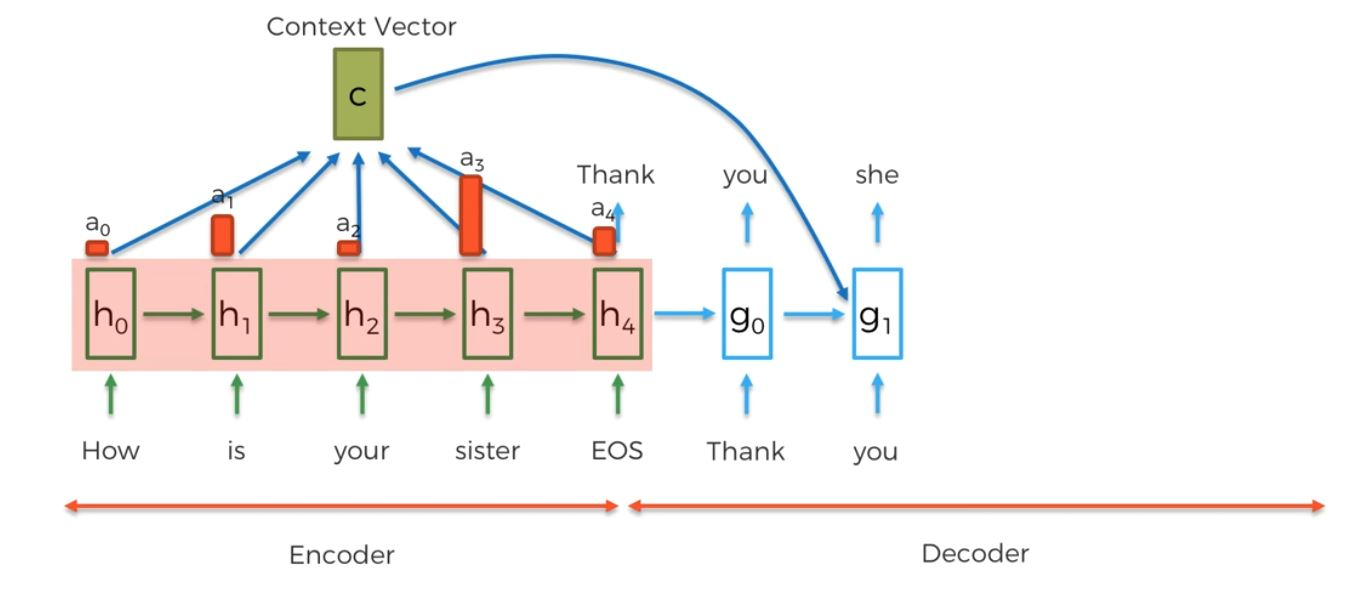 Context Vector
c
a₃
Thank you she
a₁
a₀ a₂ a₄
h₀ h₁ h₂ h₃ h₄ g₀ g₁
How is your sister EOS Thank you
Encoder Decoder